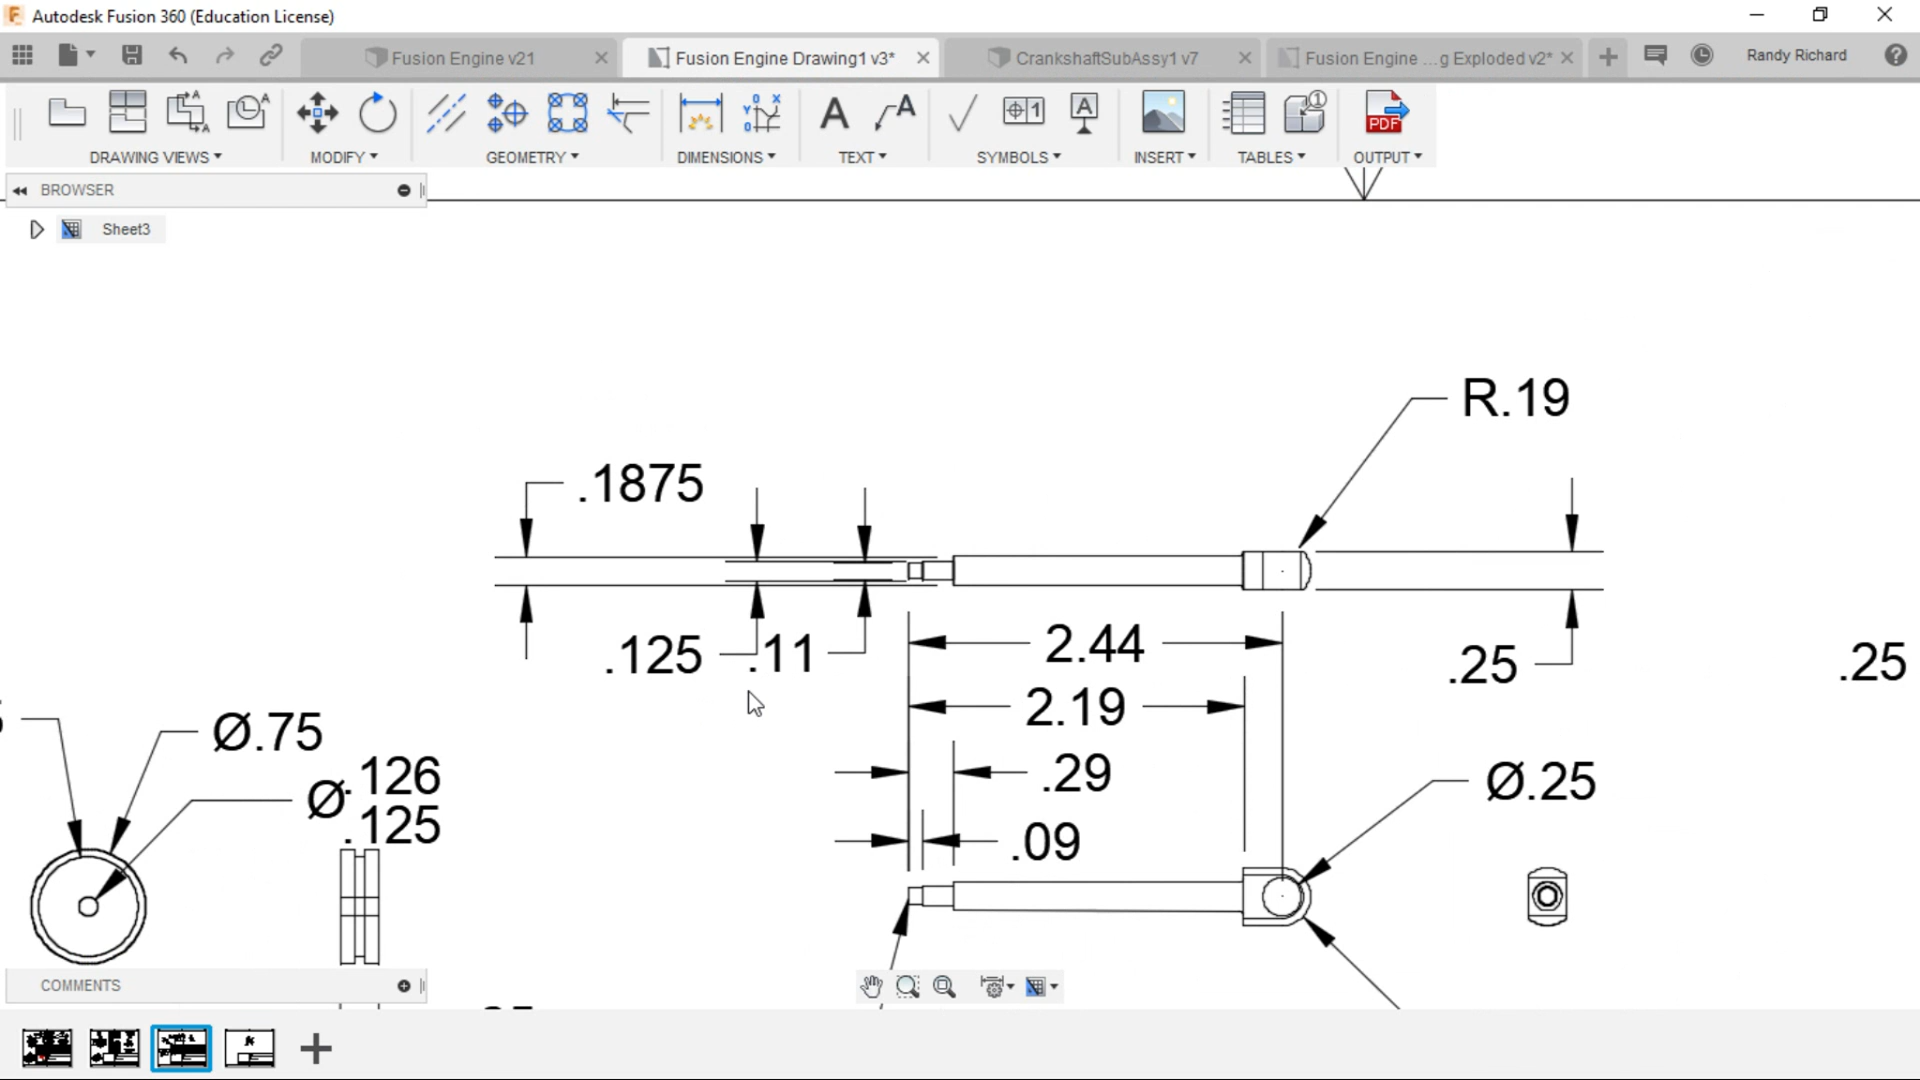 Autodesk Fusion 360 (Education License)
Fusion Engine v21
Fusion Engine Drawing1 v3*
CrankshaftSubAssy1 v7
Fusion Engine ...g Exploded v2*
Randy Richard
DRAWING VIEWS
MODIFY
GEOMETRY
DIMENSIONS
TEXT
SYMBOLS
INSERT
TABLES
OUTPUT
PDF
BROWSER
Sheet3
R.19
.1875
.125
.11
2.44
.25
.25
2.19
Ø.75
.29
Ø.25
Ø.126
.125
.09
COMMENTS